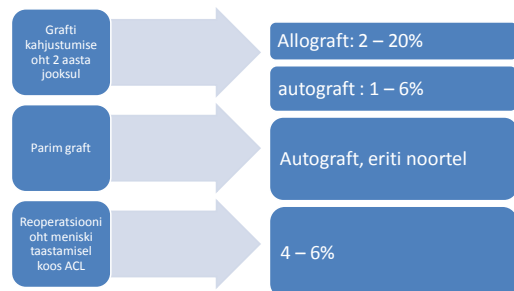 Grafti
kahjustumise
oht 2 aasta
jooksul
Allograft: 2 – 20%
autograft : 1 – 6%
Parim graft
Autograft, eriti noortel
Reoperatsiooni
oht meniski
taastamisel
koos ACL
4 – 6%